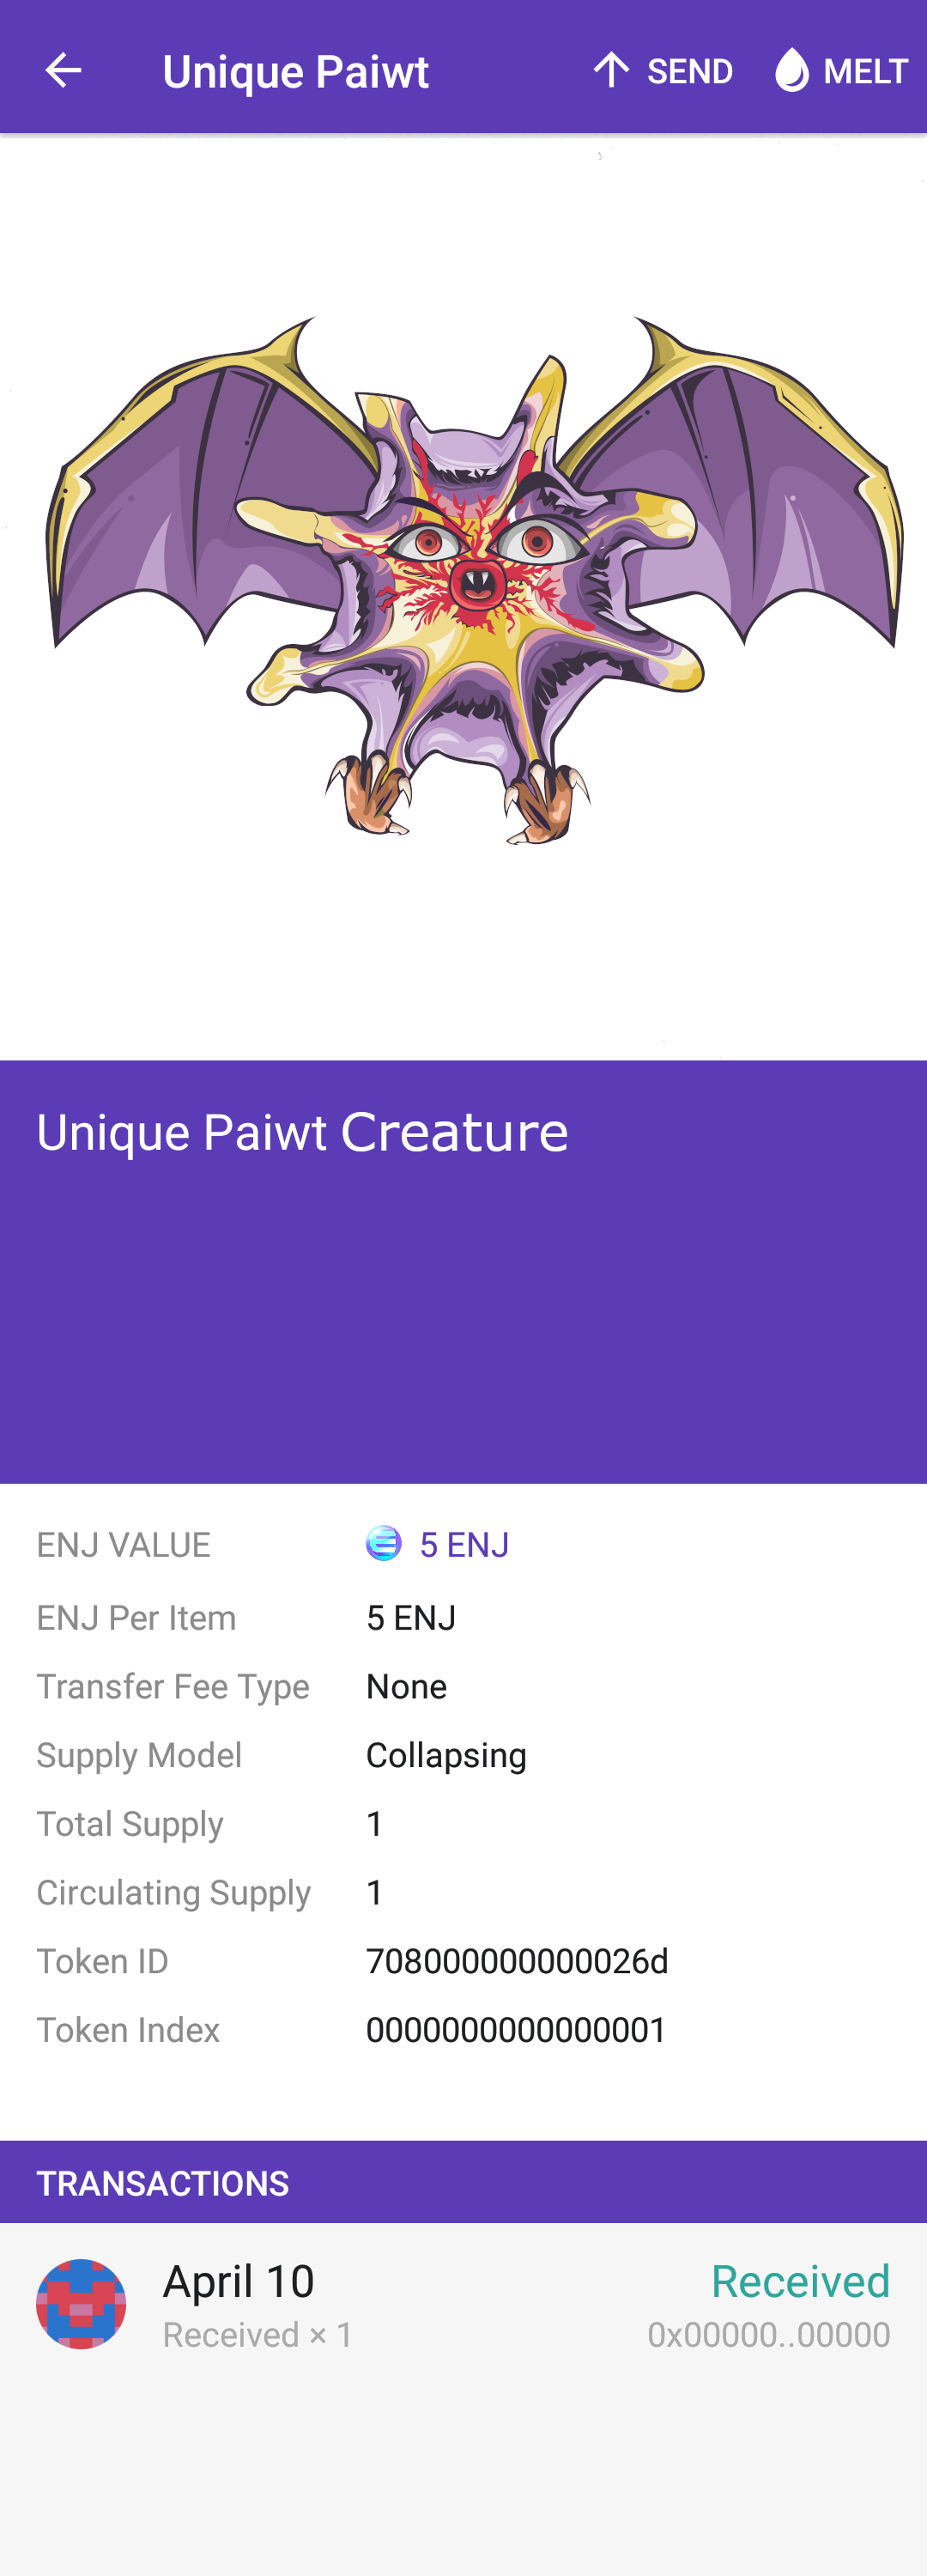 Unique Paiwt SEND MELT
Unique Paiwt Creature
ENJ VALUE 5 ENJ
ENJ Per Item 5 ENJ
Transfer Fee Type None
Supply Model Collapsing
Total Supply 1
Circulating Supply 1
Token ID 708000000000026d
Token Index 0000000000000001
TRANSACTIONS
April 10 Received
Received × 1 0x00000..00000